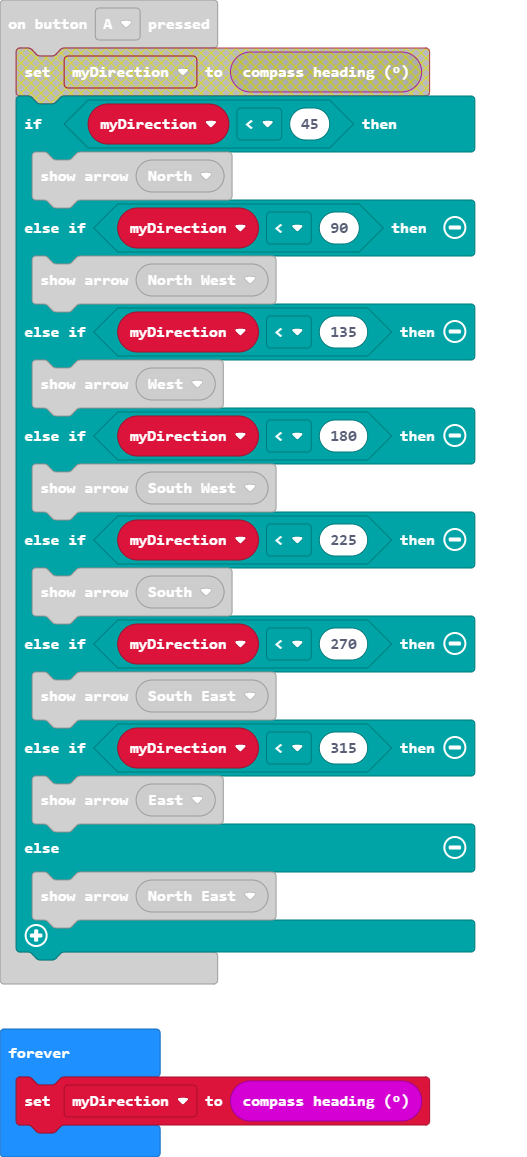 on button A pressed
set myDirection to compass heading (º)
if myDirection < 45 then
show arrow North
else if myDirection < 90 then
show arrow North West
else if myDirection < 135 then
show arrow West
else if myDirection < 180 then
show arrow South West
else if myDirection < 225 then
show arrow South
else if myDirection < 270 then
show arrow South East
else if myDirection < 315 then
show arrow East
else
show arrow North East
forever
set myDirection to compass heading (º)